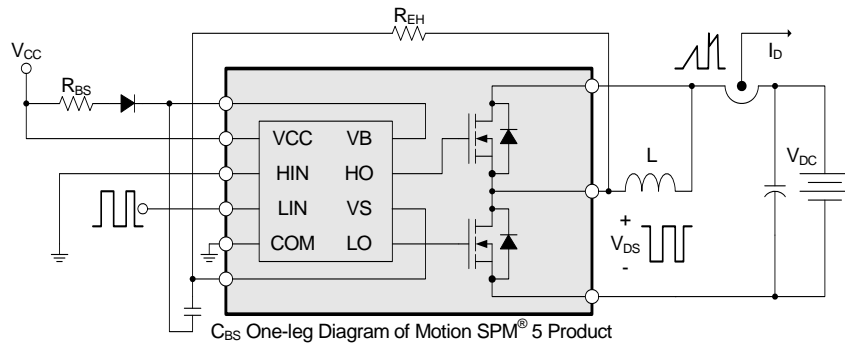 R_EH
V_CC
I_D
R_BS
VCC VB
L
V_DC
HIN HO
LIN VS
+
V_DS
COM LO
-
C_BS One-leg Diagram of Motion SPM® 5 Product